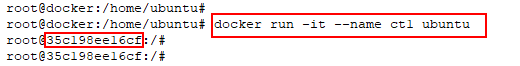 root@docker:/home/ubuntu#
root@docker:/home/ubuntu# docker run -it --name ct1 ubuntu
root@35c198ee16cf:/#
root@35c198ee16cf:/#